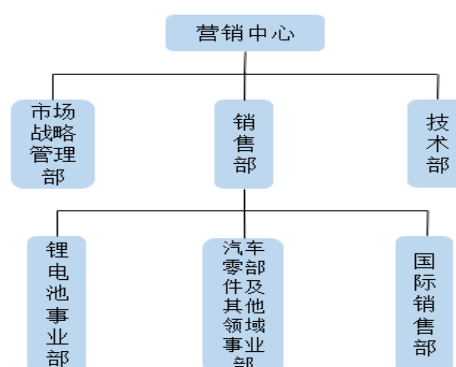 营销中心
市场
战略
管理
部
销
售
部
技
术
部
锂
电
池
事
业
部
汽车
零部
件及
其他
领域
事业
部
国
际
销
售
部